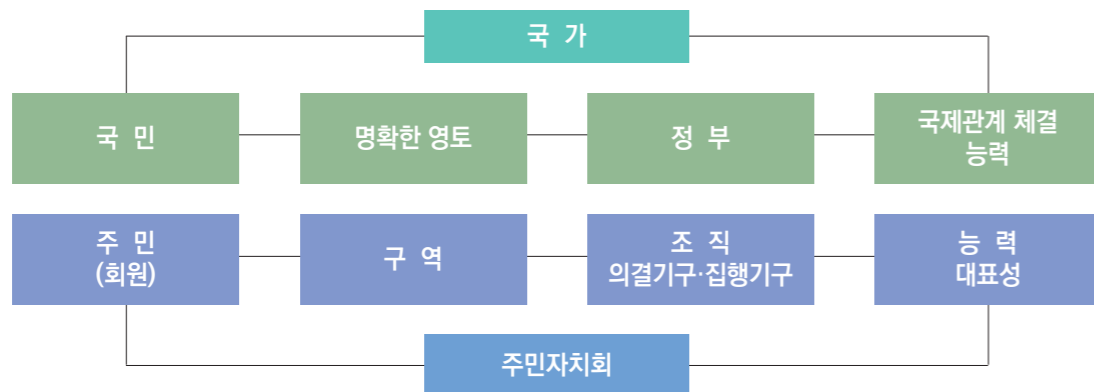 국 가
국 민
명확한 영토
정 부
국제관계 체결
능력
주 민
(회원)
구 역
조 직
의결기구·집행기구
능 력
대표성
주민자치회